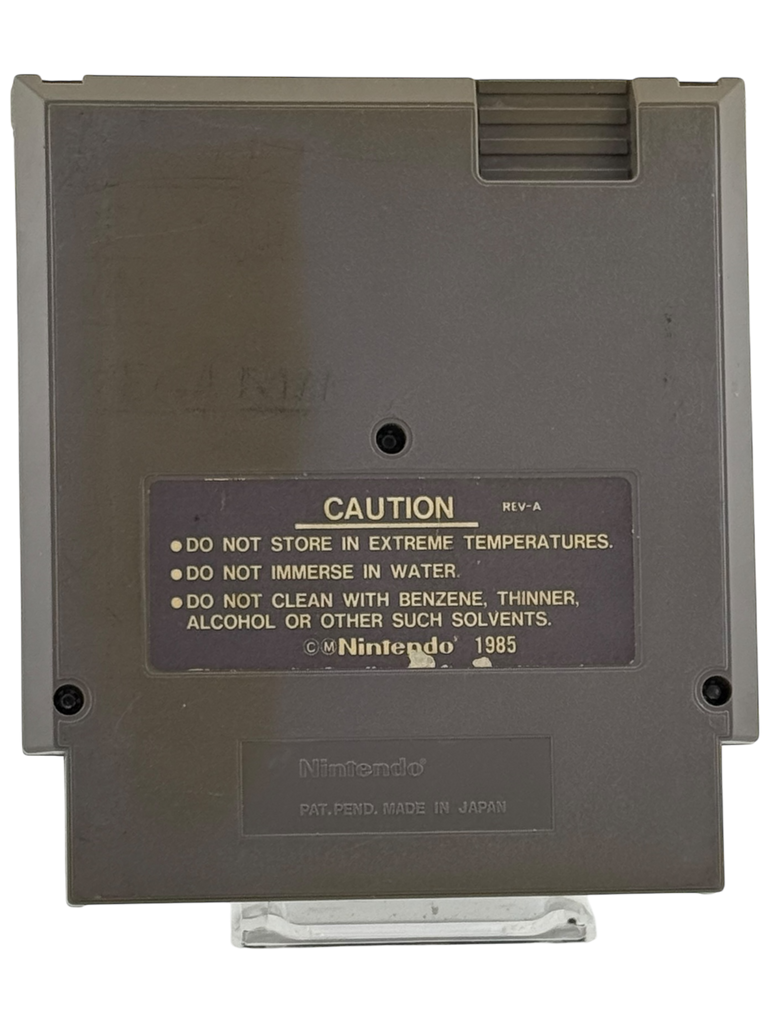 CAUTION REV-A
●DO NOT STORE IN EXTREME TEMPERATURES.
●DO NOT IMMERSE IN WATER.
●DO NOT CLEAN WITH BENZENE, THINNER,
ALCOHOL OR OTHER SUCH SOLVENTS.
©Ⓜ Nintendo® 1985
Nintendo®
PAT.PEND. MADE IN JAPAN